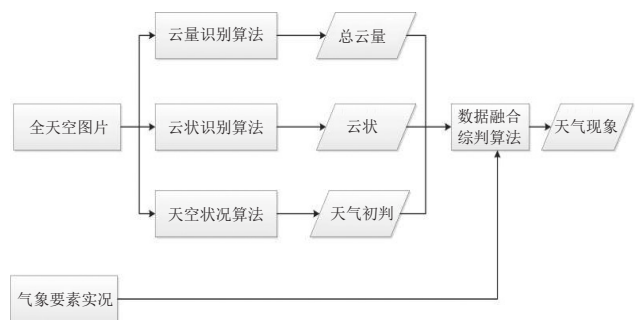 云量识别算法
总云量
全天空图片
云状识别算法
云状
数据融合
综判算法
天气现象
天空状况算法
天气初判
气象要素实况